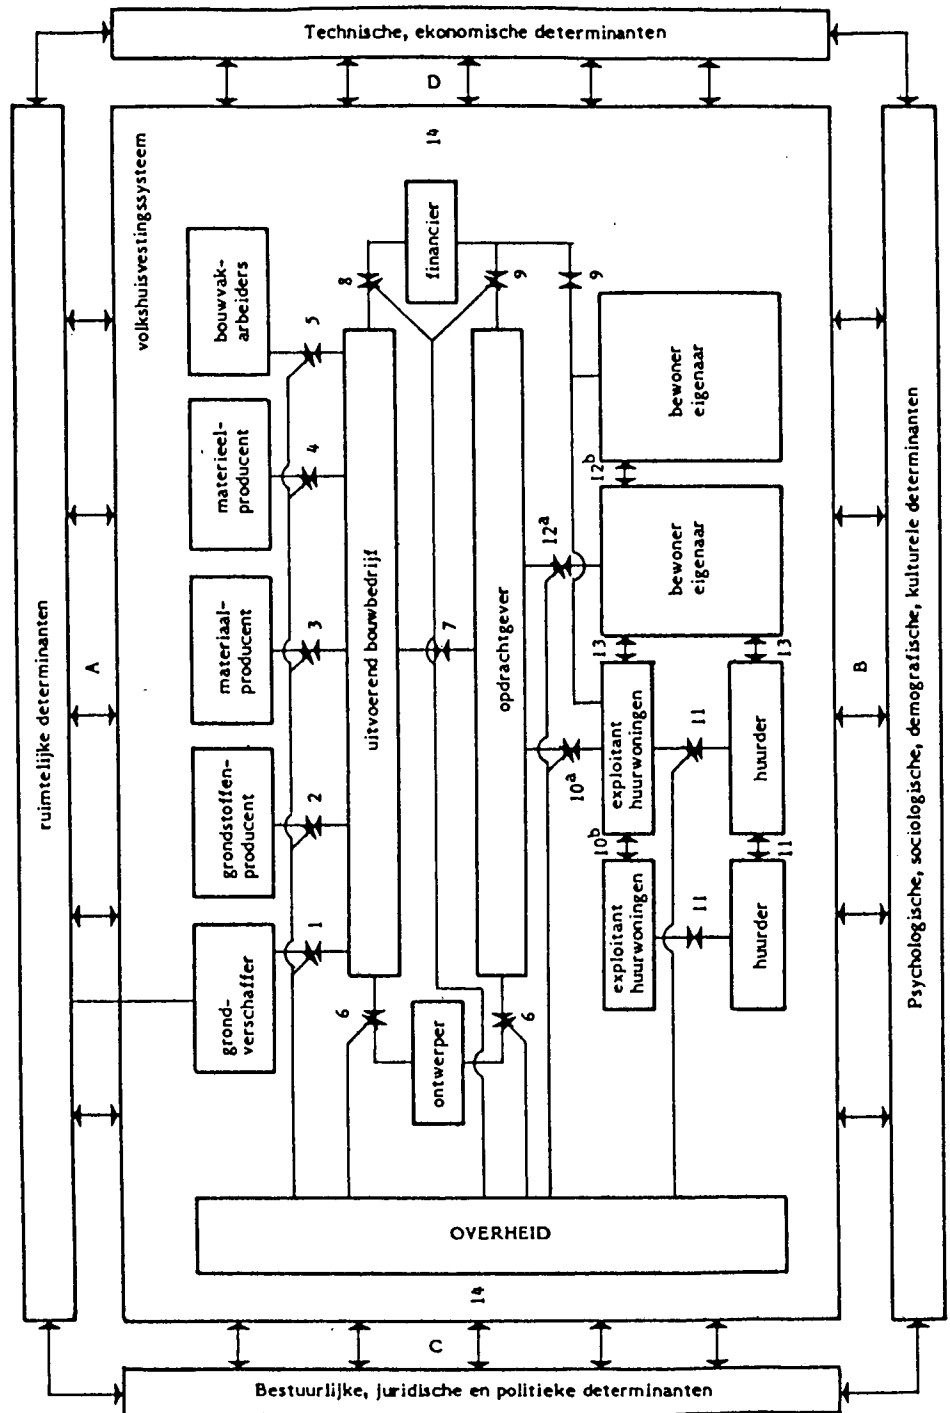 Technische, ekonomische determinanten
D
ruimtelijke determinanten
A
volkshuisvestingssysteem
14
grond-
verschaffer
grondstoffen-
producent
materiaal-
producent
materieel-
producent
bouwvak-
arbeiders
1
2
3
4
5
uitvoerend bouwbedrijf
6
8
ontwerper
7
financier
opdrachtgever
6
9
9
10a
12a
exploitant
huurwoningen
10b
exploitant
huurwoningen
13
bewoner
eigenaar
12b
bewoner
eigenaar
11
11
huurder
11
huurder
13
OVERHEID
14
B
Psychologische, sociologische, demografische, kulturele determinanten
C
Bestuurlijke, juridische en politieke determinanten